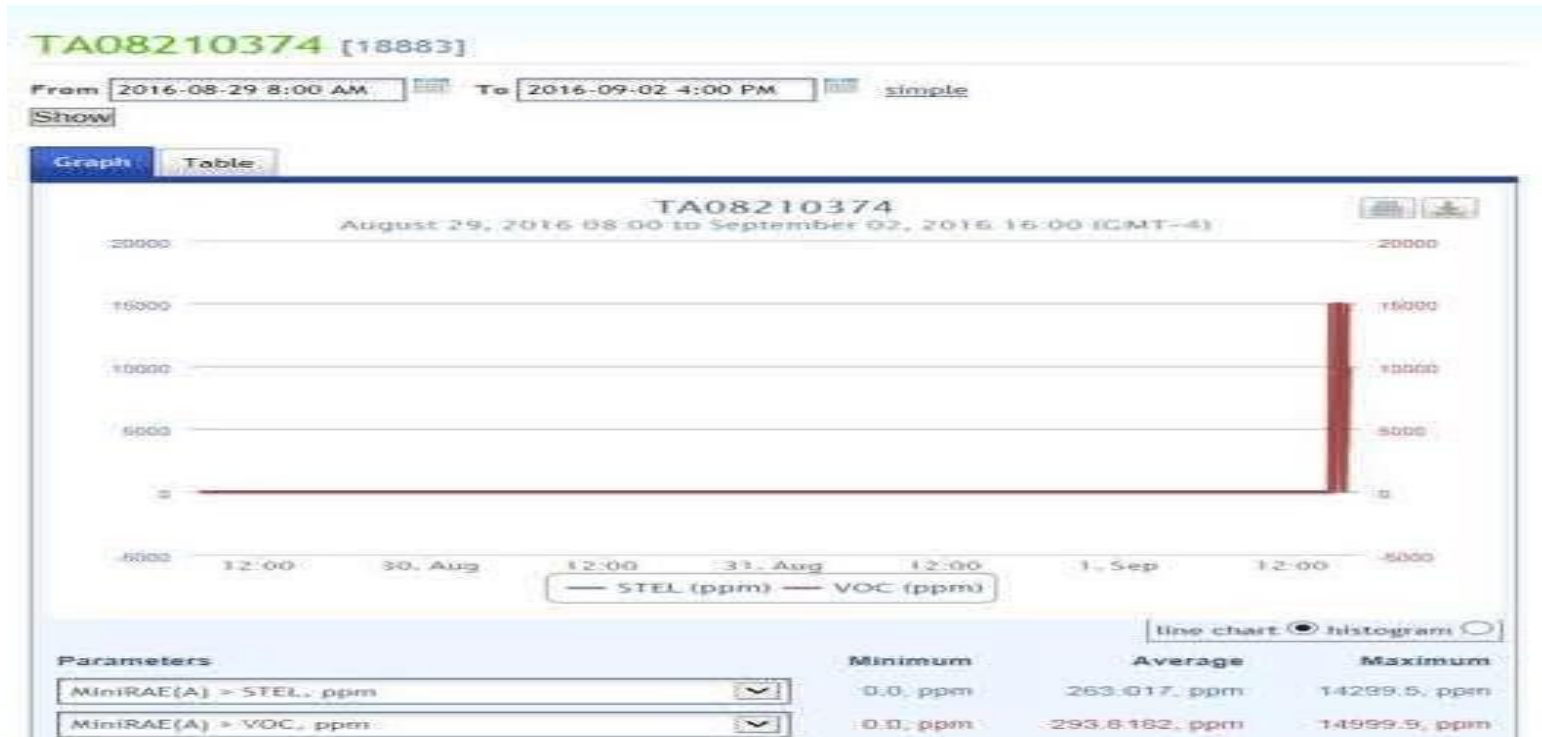 TA08210374 [18883]
From 2016-08-29 8:00 AM To 2016-09-02 4:00 PM simple
Show
Graph Table
TA08210374
August 29, 2016 08:00 to September 02, 2016 16:00 (GMT-4)
20000 20000
15000 15000
10000 10000
5000 5000
0 0
-5000 -5000
12:00 30. Aug 12:00 31. Aug 12:00 1. Sep 12:00
STEL (ppm) VOC (ppm)
line chart histogram
Parameters Minimum Average Maximum
MiniRAE(A) > STEL, ppm 0.0, ppm 263.017, ppm 14299.5, ppm
MiniRAE(A) > VOC, ppm 0.0, ppm 293.8182, ppm 14999.9, ppm